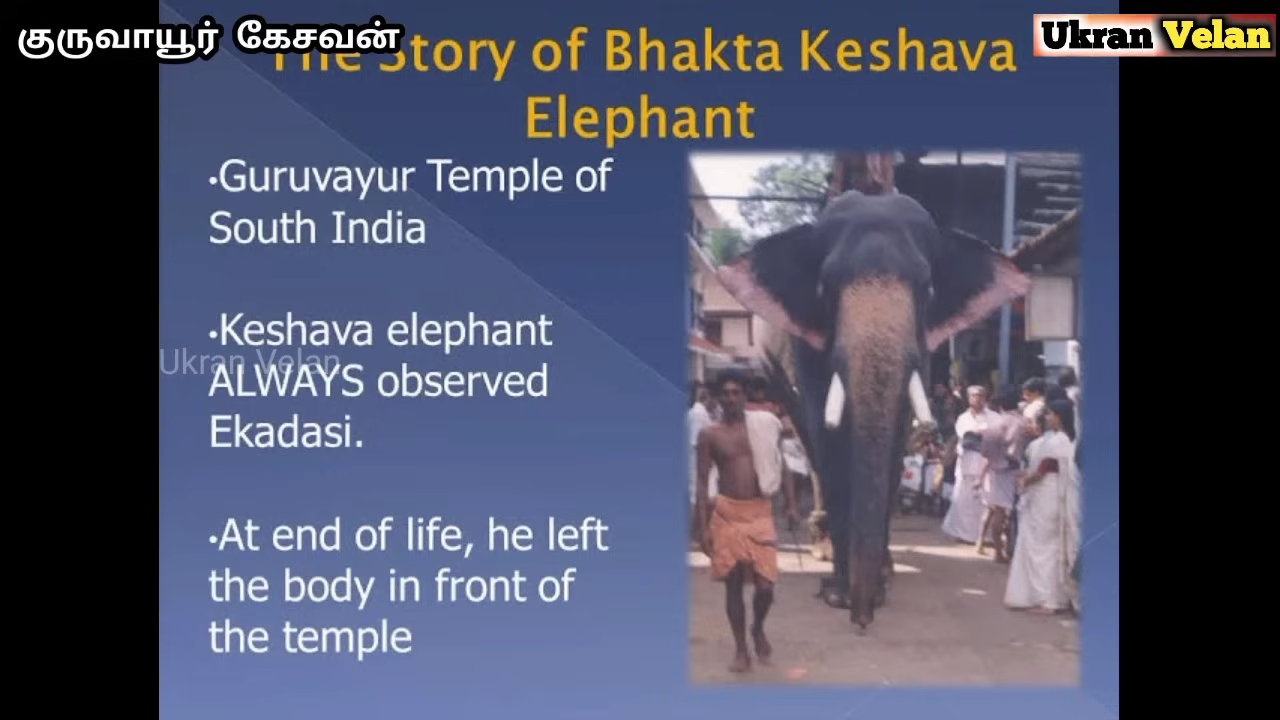 குருவாயூர் கேசவன்
Ukran Velan
The Story of Bhakta Keshava
Elephant
•Guruvayur Temple of
South India
•Keshava elephant
Ukran Velan
ALWAYS observed
Ekadasi.
•At end of life, he left
the body in front of
the temple